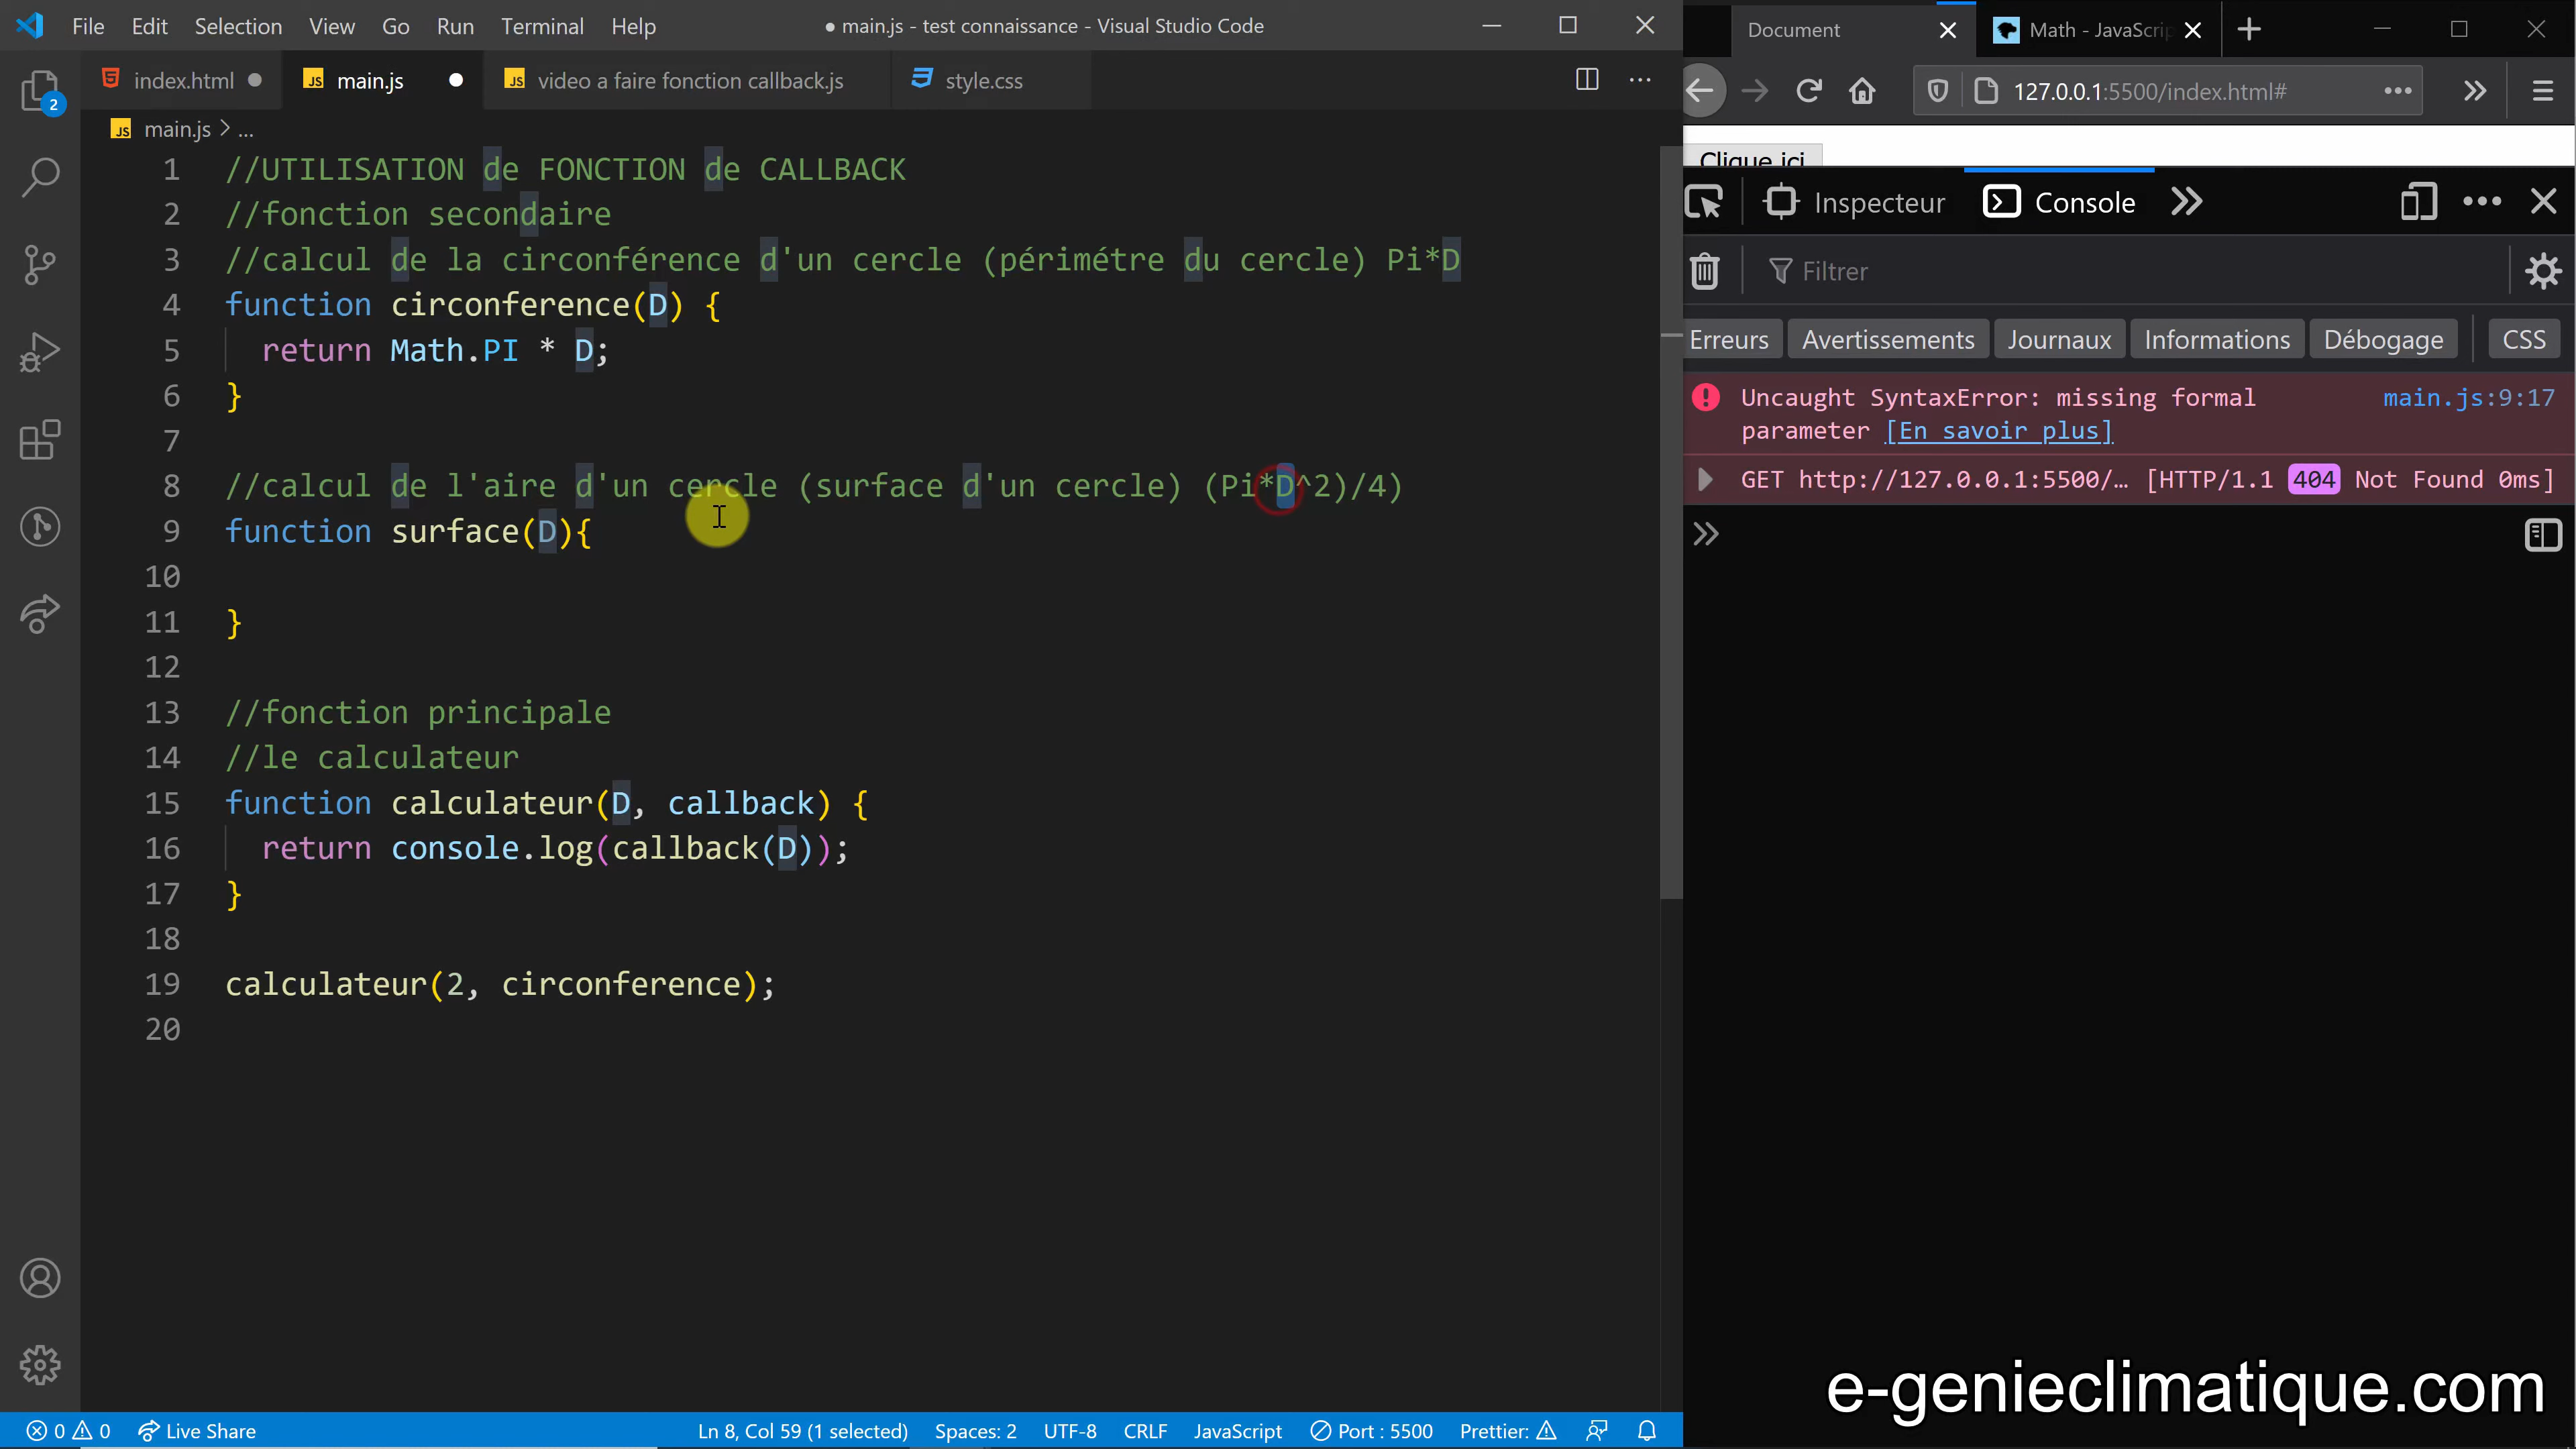 File Edit Selection View Go Run Terminal Help
● main.js - test connaissance - Visual Studio Code
index.html main.js video a faire fonction callback.js style.css
main.js > ...
1 //UTILISATION de FONCTION de CALLBACK
2 //fonction secondaire
3 //calcul de la circonférence d'un cercle (périmétre du cercle) Pi*D
4 function circonference(D) {
5 return Math.PI * D;
6 }
7
8 //calcul de l'aire d'un cercle (surface d'un cercle) (Pi*D^2)/4)
9 function surface(D){
10
11 }
12
13 //fonction principale
14 //le calculateur
15 function calculateur(D, callback) {
16 return console.log(callback(D));
17 }
18
19 calculateur(2, circonference);
20
2
0 0 Live Share
Ln 8, Col 59 (1 selected) Spaces: 2 UTF-8 CRLF JavaScript Port : 5500 Prettier:
Document Math - JavaScrip
127.0.0.1:5500/index.html#
Clique ici
Inspecteur Console
Filtrer
Erreurs Avertissements Journaux Informations Débogage CSS
Uncaught SyntaxError: missing formal main.js:9:17
parameter [En savoir plus]
GET http://127.0.0.1:5500/… [HTTP/1.1 404 Not Found 0ms]
e-genieclimatique.com